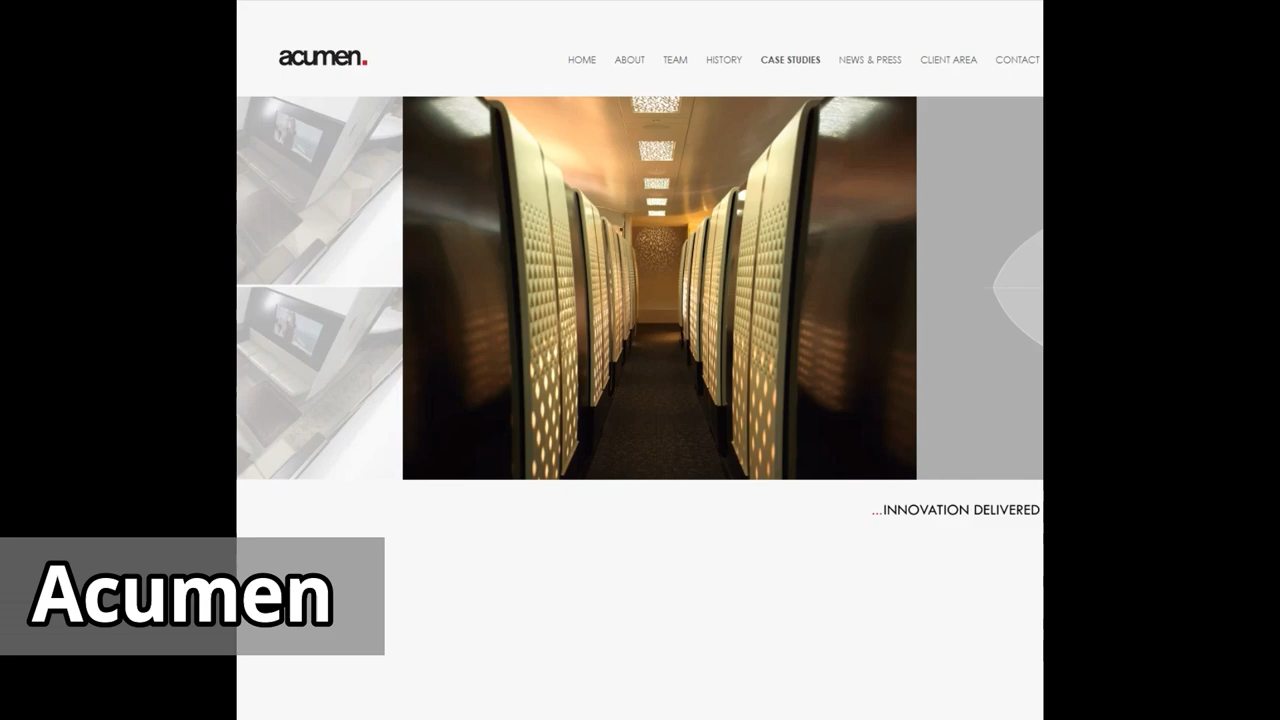 acumen.
HOME ABOUT TEAM HISTORY CASE STUDIES NEWS & PRESS CLIENT AREA CONTACT
...INNOVATION DELIVERED
Acumen